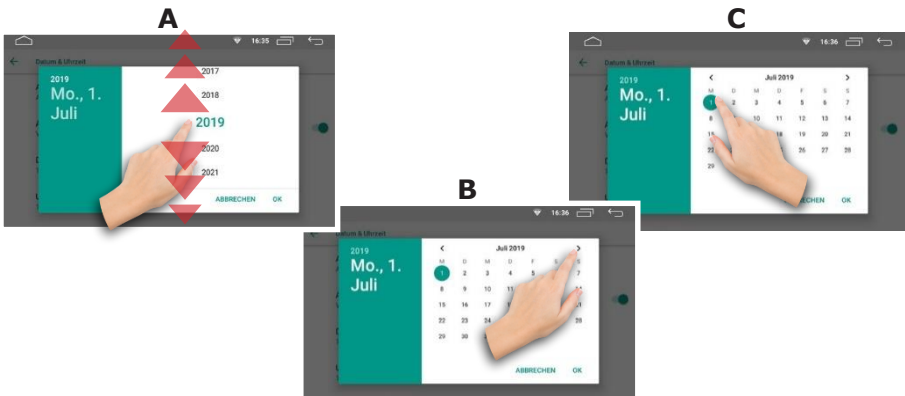 A
16:35
Datum & Uhrzeit
2019
Mo., 1.
Juli
2017
2018
2019
2020
2021
ABBRECHEN OK
B
16:36
Datum & Uhrzeit
2019
Mo., 1.
Juli
Juli 2019
M D M D F S S
1 2 3 4 5 7
8 9 10 11 14
15 16 17 21
22 23 24 28
29 30
ABBRECHEN OK
C
16:36
Datum & Uhrzeit
2019
Mo., 1.
Juli
Juli 2019
M D M D F S S
1 2 3 4 5 6 7
8 10 11 12 13 14
18 19 20 21
22 26 27 28
29
OK